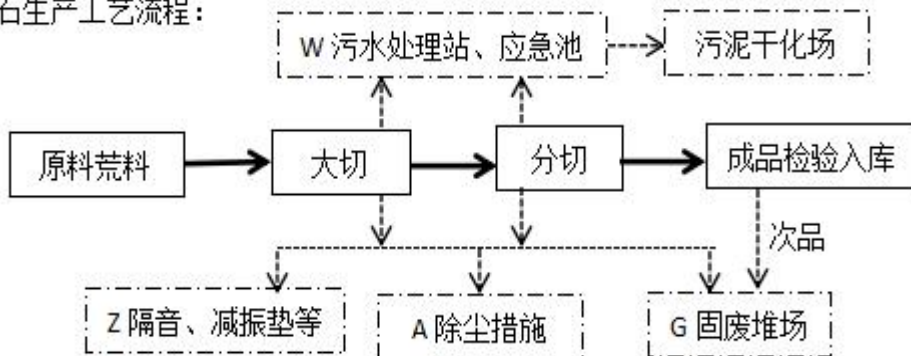 石生产工艺流程：
W 污水处理站、应急池
污泥干化场
原料荒料
大切
分切
成品检验入库
次品
Z 隔音、减振垫等
A 除尘措施
G 固废堆场